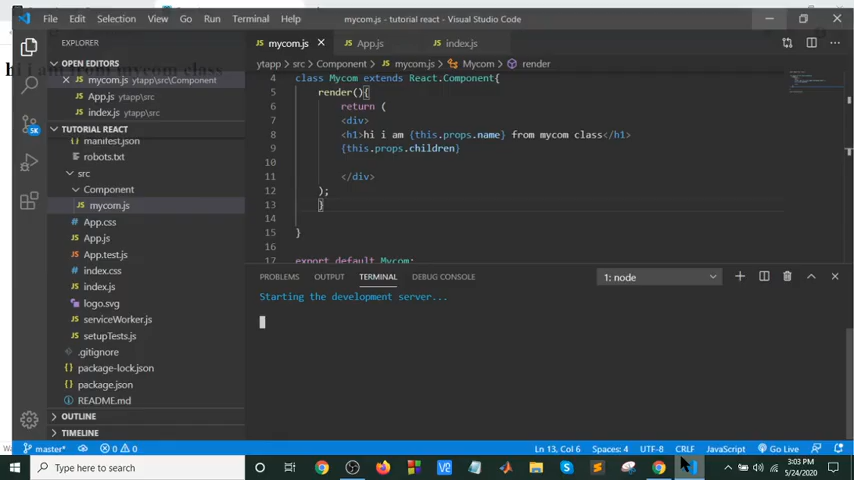 File Edit Selection View Go Run Terminal Help mycom.js - tutorial react - Visual Studio Code
EXPLORER
mycom.js App.js index.js
OPEN EDITORS
ytapp > src > Component > mycom.js > Mycom > render
hi i am from mycom class
mycom.js ytapp\src\Component
App.js ytapp\src
index.js ytapp\src
TUTORIAL REACT
manifest.json
robots.txt
src
Component
mycom.js
App.css
App.js
App.test.js
index.css
index.js
logo.svg
serviceWorker.js
setupTests.js
.gitignore
package-lock.json
package.json
README.md
OUTLINE
TIMELINE
4 class Mycom extends React.Component{
5 render(){
6 return (
7 <div>
8 <h1>hi i am {this.props.name} from mycom class</h1>
9 {this.props.children}
10
11 </div>
12 );
13 }
14
15 }
16
17 export default Mycom;
PROBLEMS OUTPUT TERMINAL DEBUG CONSOLE 1: node
Starting the development server...
master* 0 0 Ln 13, Col 6 Spaces: 4 UTF-8 CRLF JavaScript Go Live
Type here to search
3:03 PM
5/24/2020